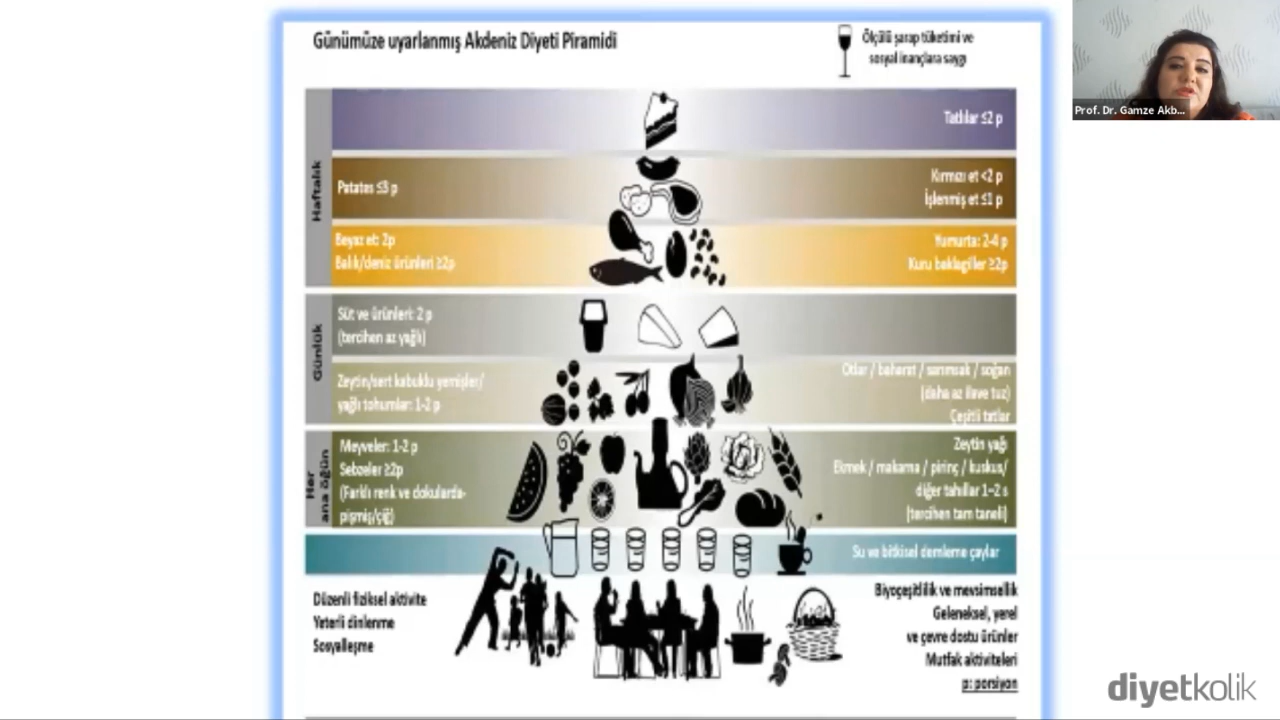 Günümüze uyarlanmış Akdeniz Diyeti Piramidi
Ölçülü şarap tüketimi ve
sosyal inançlara saygı
Haftalık
Tatlılar ≤2 p
Patates ≤3 p
Kırmızı et <2 p
İşlenmiş et ≤1 p
Beyaz et: 2p
Balık/deniz ürünleri ≥2p
Yumurta: 2-4 p
Kuru baklagiller ≥2p
Günlük
Süt ve ürünleri: 2 p
(tercihen az yağlı)
Zeytin/sert kabuklu yemişler/
yağlı tohumlar: 1-2 p
Otlar / baharat / sarımsak / soğan
(daha az ilave tuz)
Çeşitli tatlar
Her
ana öğün
Meyveler: 1-2 p
Sebzeler ≥2p
(Farklı renk ve dokularda-
pişmiş/çiğ)
Zeytin yağı
Ekmek / makarna / pirinç / kuskus/
diğer tahıllar 1-2 s
(tercihen tam taneli)
Su ve bitkisel demleme çaylar
Düzenli fiziksel aktivite
Yeterli dinlenme
Sosyalleşme
Biyoçeşitlilik ve mevsimsellik
Geleneksel, yerel
ve çevre dostu ürünler
Mutfak aktiviteleri
p: porsiyon
Prof. Dr. Gamze Akb...
diyetkolik